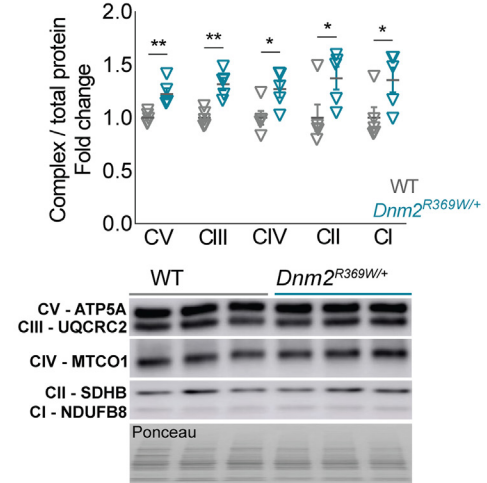 Complex / total protein
Fold change
2.0
1.5
1.0
0.5
0.0
** ** * * *
WT
Dnm2R369W/+
CV CIII CIV CII CI
WT Dnm2R369W/+
CV - ATP5A
CIII - UQCRC2
CIV - MTCO1
CII - SDHB
CI - NDUFB8
Ponceau